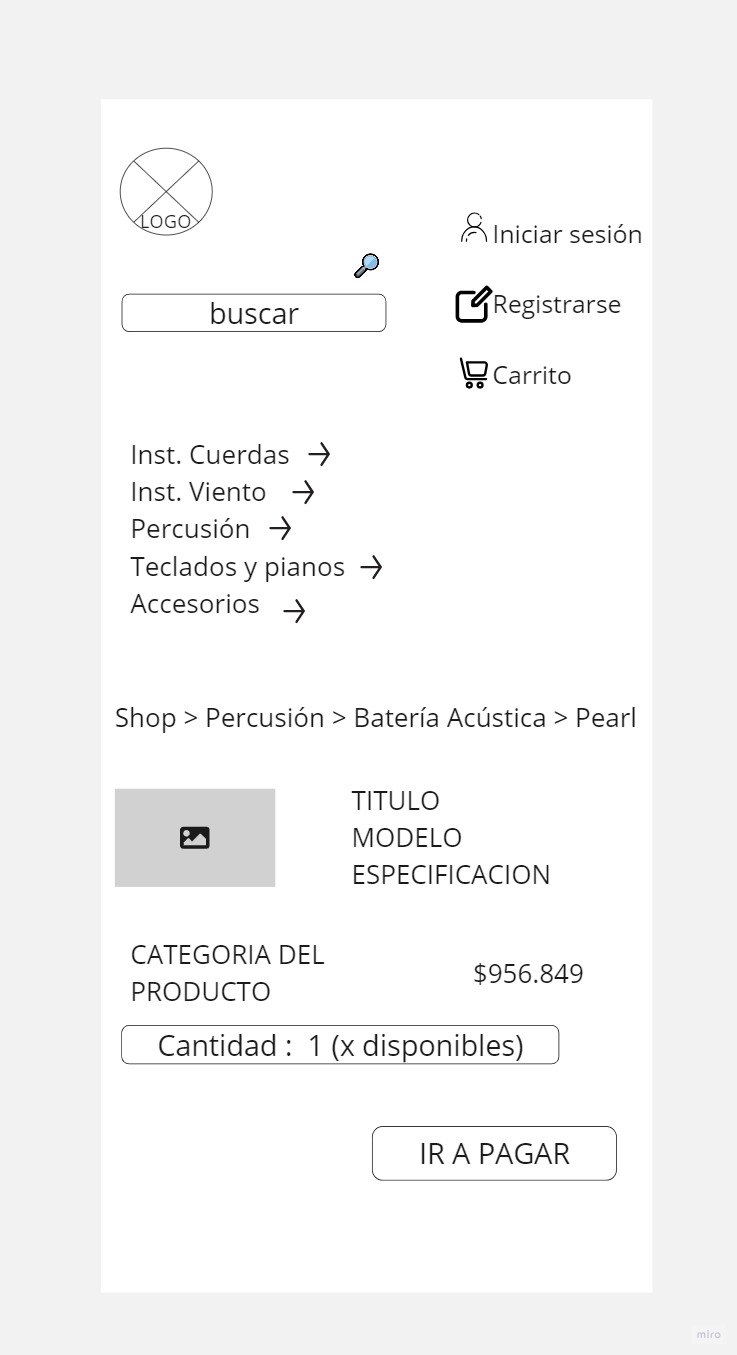 LOGO
Iniciar sesión
buscar
Registrarse
Carrito
Inst. Cuerdas
Inst. Viento
Percusión
Teclados y pianos
Accesorios
Shop > Percusión > Batería Acústica > Pearl
TITULO
MODELO
ESPECIFICACION
CATEGORIA DEL
PRODUCTO
$956.849
Cantidad : 1 (x disponibles)
IR A PAGAR
miro